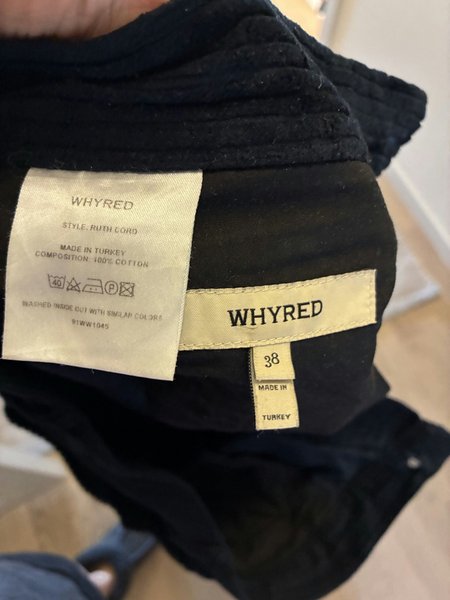 WHYRED
STYLE. RUTH CORD
MADE IN TURKEY
COMPOSITION: 100% COTTON
40 P
WASHED INSIDE OUT WITH SIMILAR COLORS
91WW1045
WHYRED
38
MADE IN
TURKEY